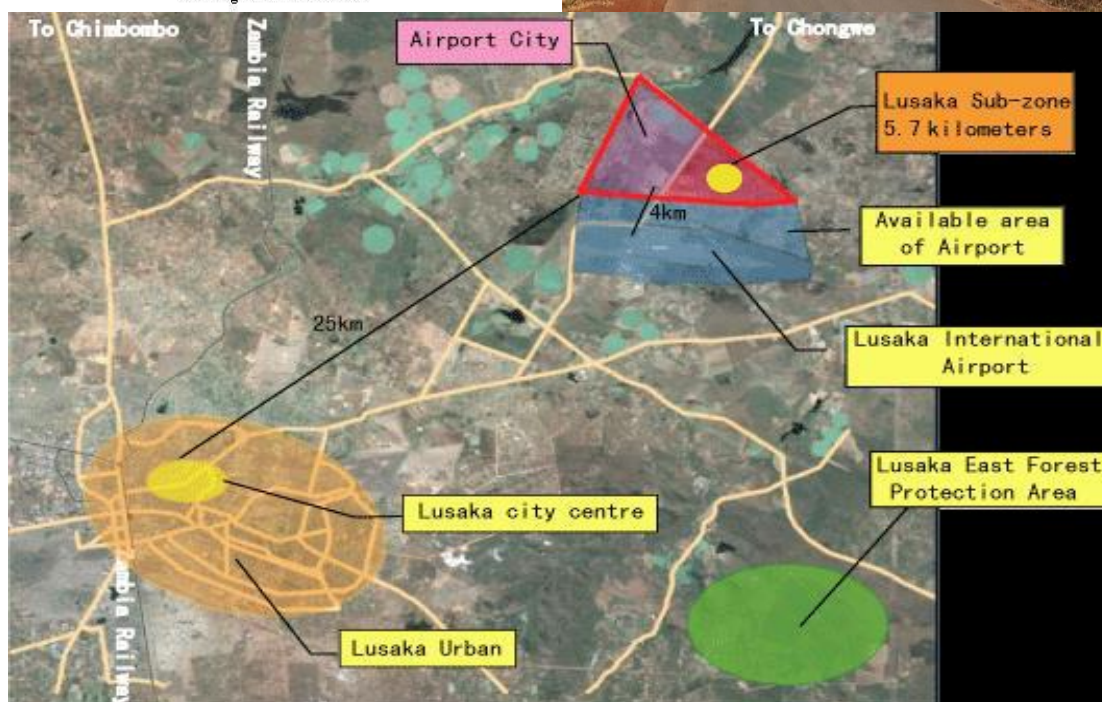 To Chimbombo
Zambia Railway
To Chongwe
Airport City
Lusaka Sub-zone
5.7 kilometers
4km
Available area
of Airport
25km
Lusaka International
Airport
Lusaka East Forest
Protection Area
Lusaka city centre
Lusaka Urban
Zambia Railway